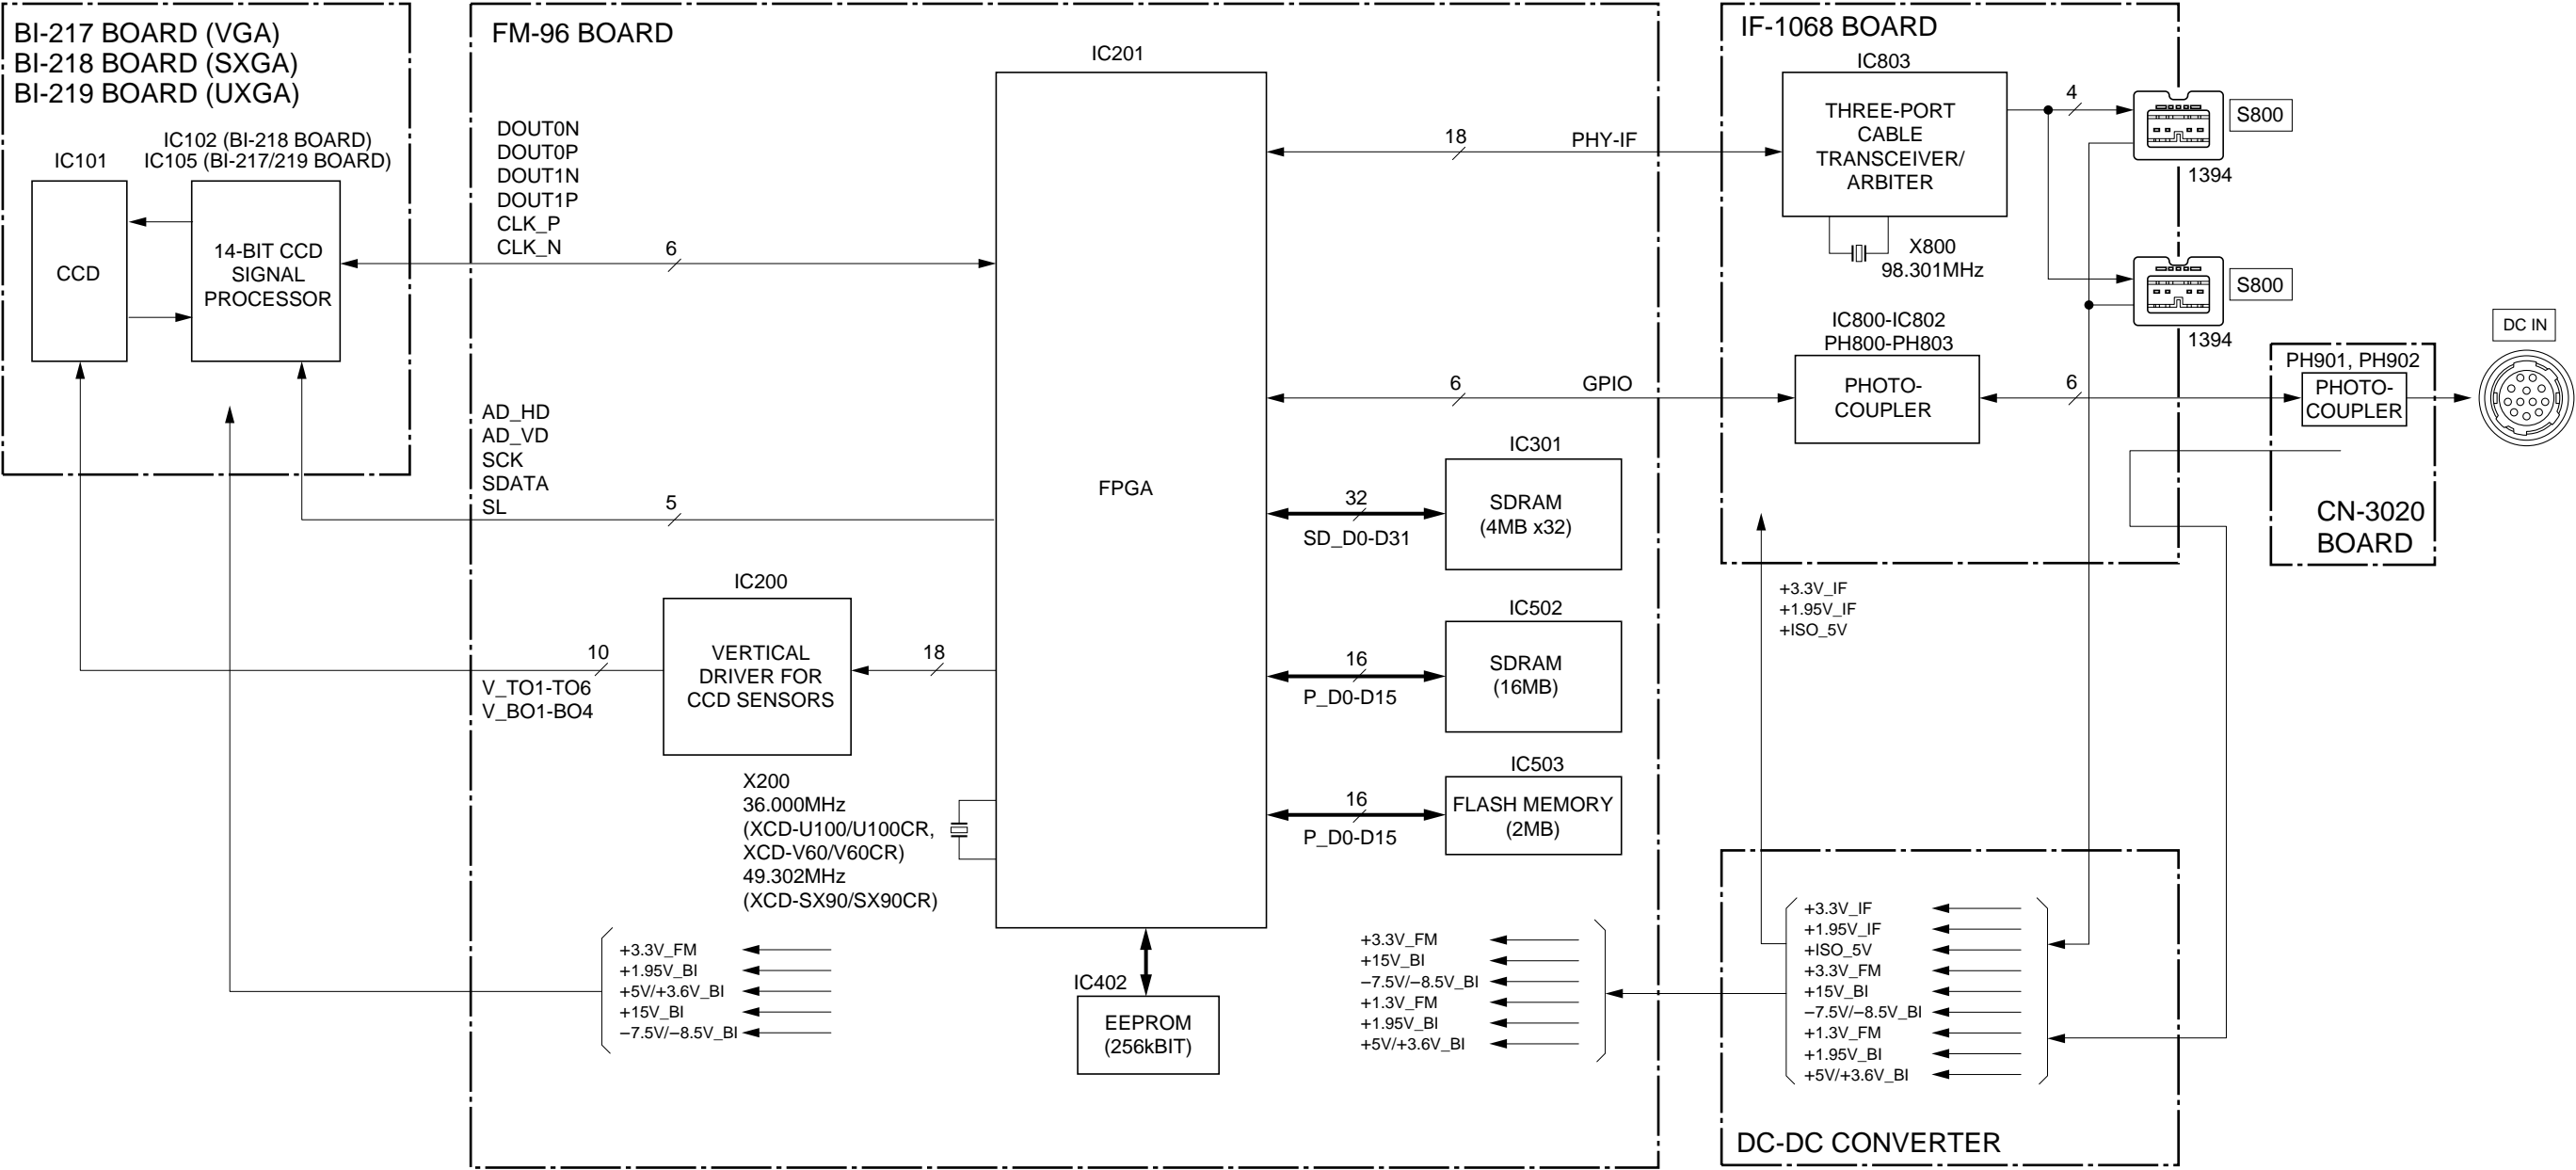 BI-217 BOARD (VGA)
BI-218 BOARD (SXGA)
BI-219 BOARD (UXGA)
IC101
IC102 (BI-218 BOARD)
IC105 (BI-217/219 BOARD)
CCD
14-BIT CCD
SIGNAL
PROCESSOR
FM-96 BOARD
DOUT0N
DOUT0P
DOUT1N
DOUT1P
CLK_P
CLK_N
6
AD_HD
AD_VD
SCK
SDATA
SL
5
IC200
VERTICAL
DRIVER FOR
CCD SENSORS
10
V_TO1-TO6
V_BO1-BO4
18
X200
36.000MHz
(XCD-U100/U100CR,
XCD-V60/V60CR)
49.302MHz
(XCD-SX90/SX90CR)
+3.3V_FM
+1.95V_BI
+5V/+3.6V_BI
+15V_BI
−7.5V/−8.5V_BI
IC201
FPGA
IC402
EEPROM
(256kBIT)
18
PHY-IF
6
GPIO
IC301
SDRAM
(4MB x32)
32
SD_D0-D31
IC502
SDRAM
(16MB)
16
P_D0-D15
IC503
FLASH MEMORY
(2MB)
16
P_D0-D15
+3.3V_FM
+15V_BI
−7.5V/−8.5V_BI
+1.3V_FM
+1.95V_BI
+5V/+3.6V_BI
IF-1068 BOARD
IC803
THREE-PORT
CABLE
TRANSCEIVER/
ARBITER
X800
98.301MHz
4
S800
1394
S800
1394
IC800-IC802
PH800-PH803
PHOTO-
COUPLER
6
PH901, PH902
PHOTO-
COUPLER
CN-3020
BOARD
DC IN
+3.3V_IF
+1.95V_IF
+ISO_5V
+3.3V_IF
+1.95V_IF
+ISO_5V
+3.3V_FM
+15V_BI
−7.5V/−8.5V_BI
+1.3V_FM
+1.95V_BI
+5V/+3.6V_BI
DC-DC CONVERTER